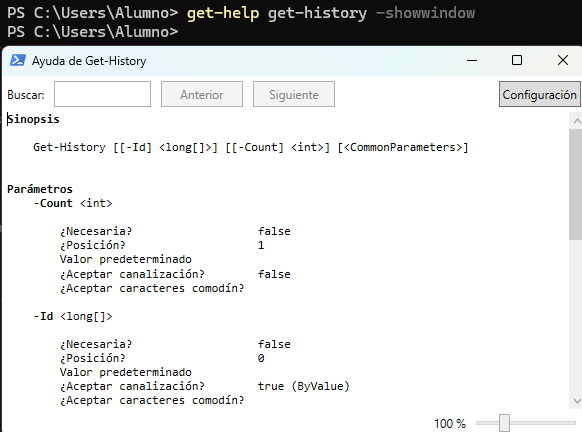 PS C:\Users\Alumno> get-help get-history -showwindow
PS C:\Users\Alumno>
Ayuda de Get-History
Buscar: Anterior Siguiente Configuración
Sinopsis
Get-History [[-Id] <long[]>] [[-Count] <int>] [<CommonParameters>]
Parámetros
-Count <int>
¿Necesaria? false
¿Posición? 1
Valor predeterminado
¿Aceptar canalización? false
¿Aceptar caracteres comodín?
-Id <long[]>
¿Necesaria? false
¿Posición? 0
Valor predeterminado
¿Aceptar canalización? true (ByValue)
¿Aceptar caracteres comodín?
100 %